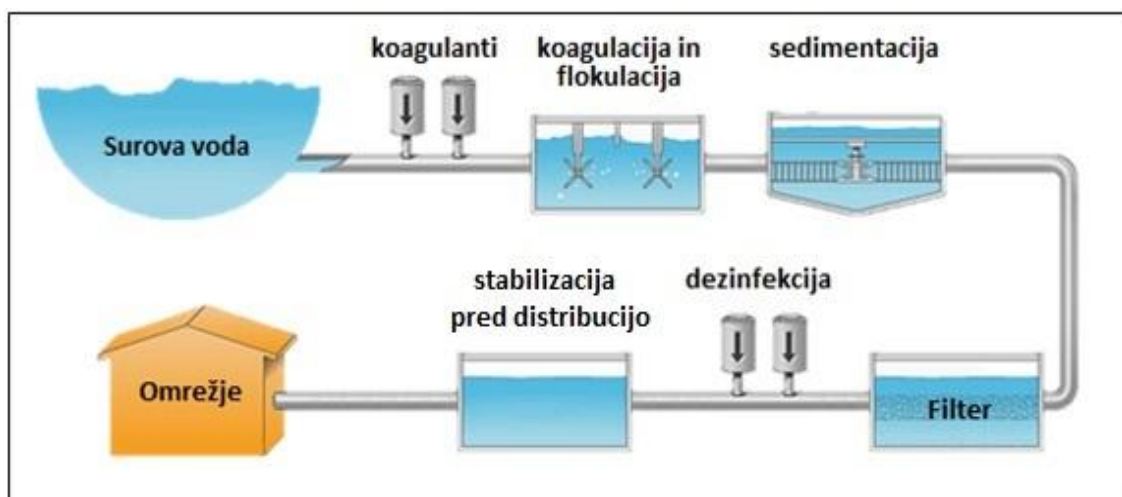 koagulanti
koagulacija in
flokulacija
sedimentacija
Surova voda
stabilizacija
pred distribucijo
dezinfekcija
Omrežje
Filter